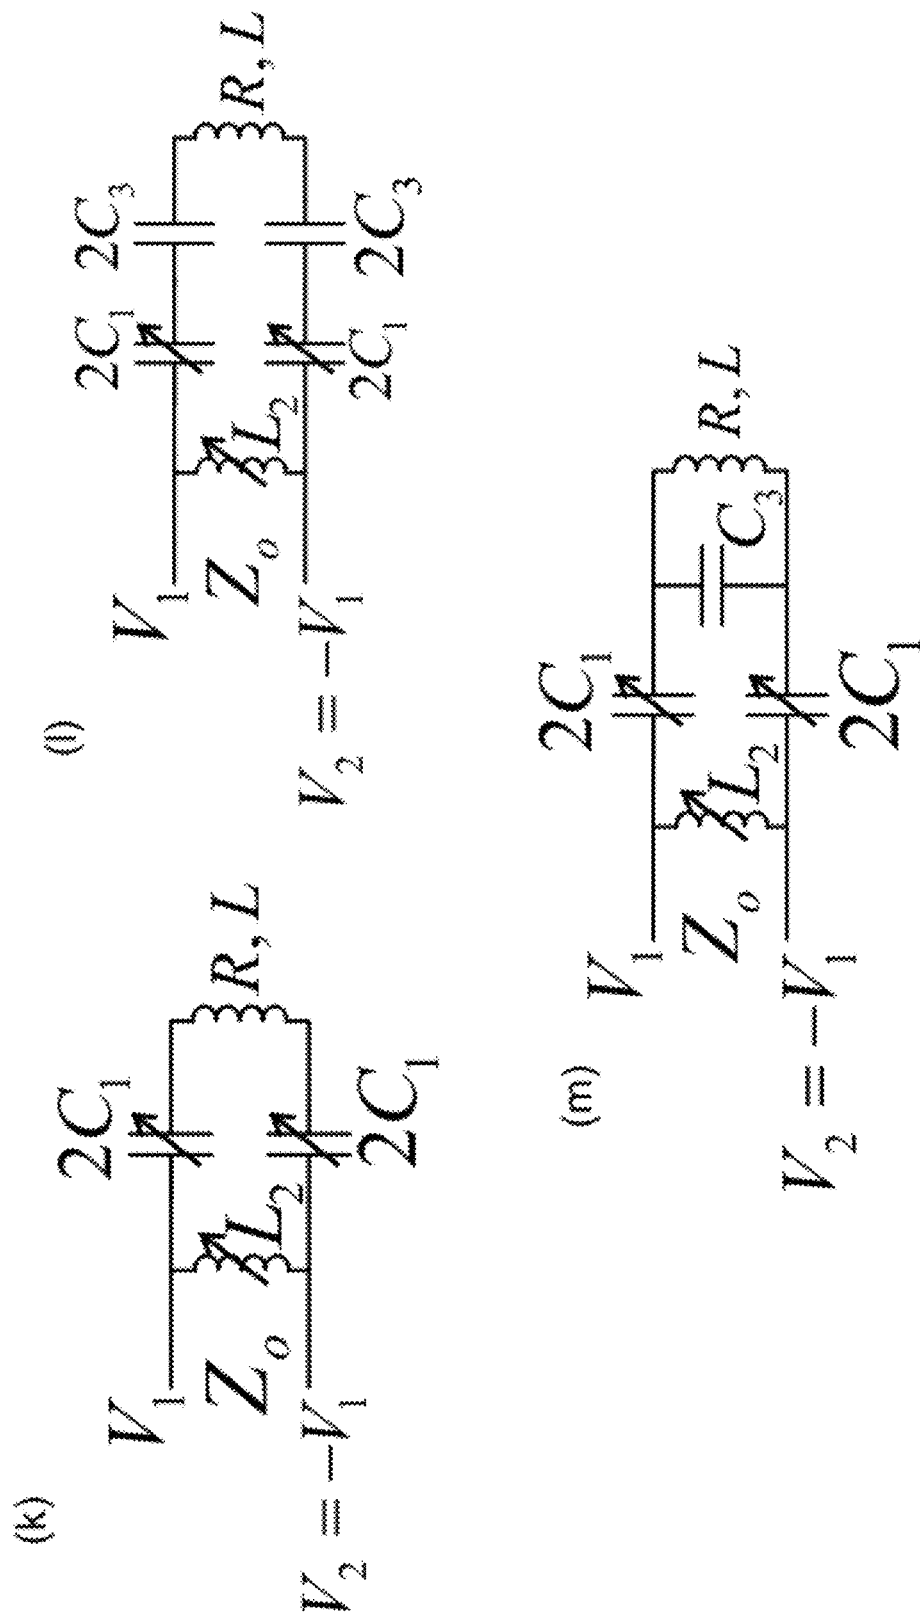 (k)
2C₁
V₁
Z₀
L₂
R, L
V₂ = −V₁
2C₁
(l)
2C₁
2C₃
V₁
Z₀
L₂
R, L
V₂ = −V₁
2C₁
2C₃
(m)
2C₁
V₁
Z₀
L₂
C₃
R, L
V₂ = −V₁
2C₁